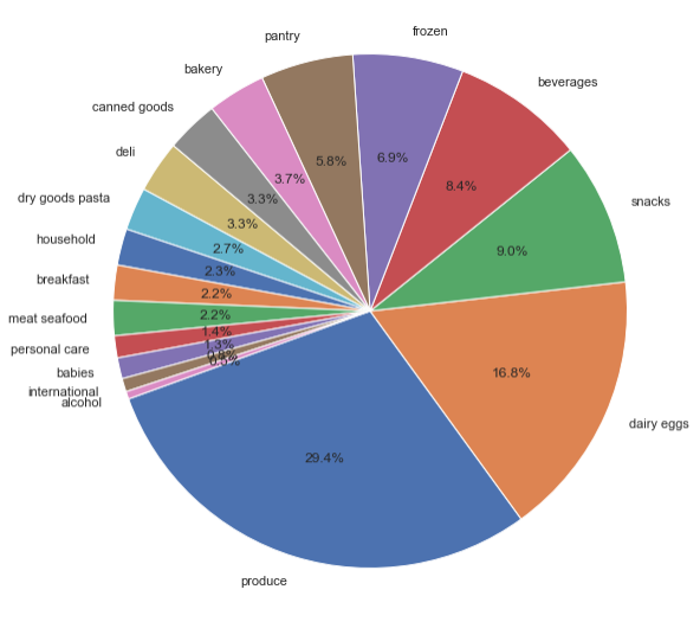 frozen
pantry
beverages
bakery
canned goods
deli
snacks
dry goods pasta
household
breakfast
meat seafood
personal care
babies
international
alcohol
dairy eggs
produce
6.9%
5.8%
8.4%
3.7%
3.3%
3.3%
9.0%
2.7%
2.3%
2.2%
2.2%
1.4%
1.3%
0.5%
16.8%
29.4%